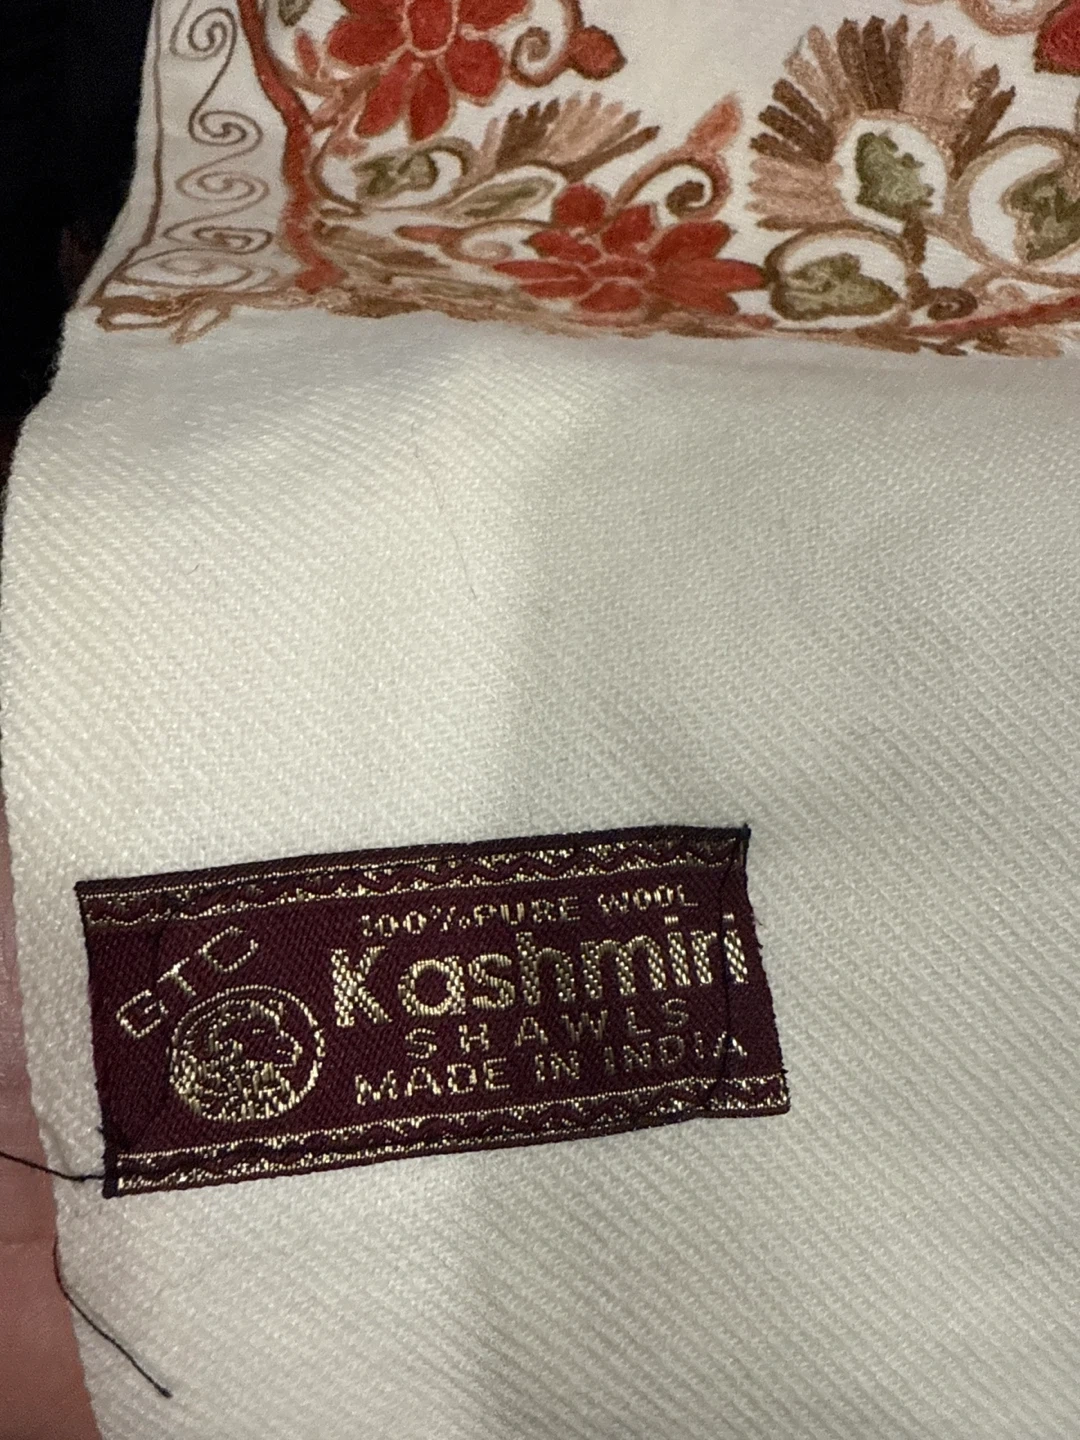 GTC
100% PURE WOOL
Kashmiri
SHAWLS
MADE IN INDIA